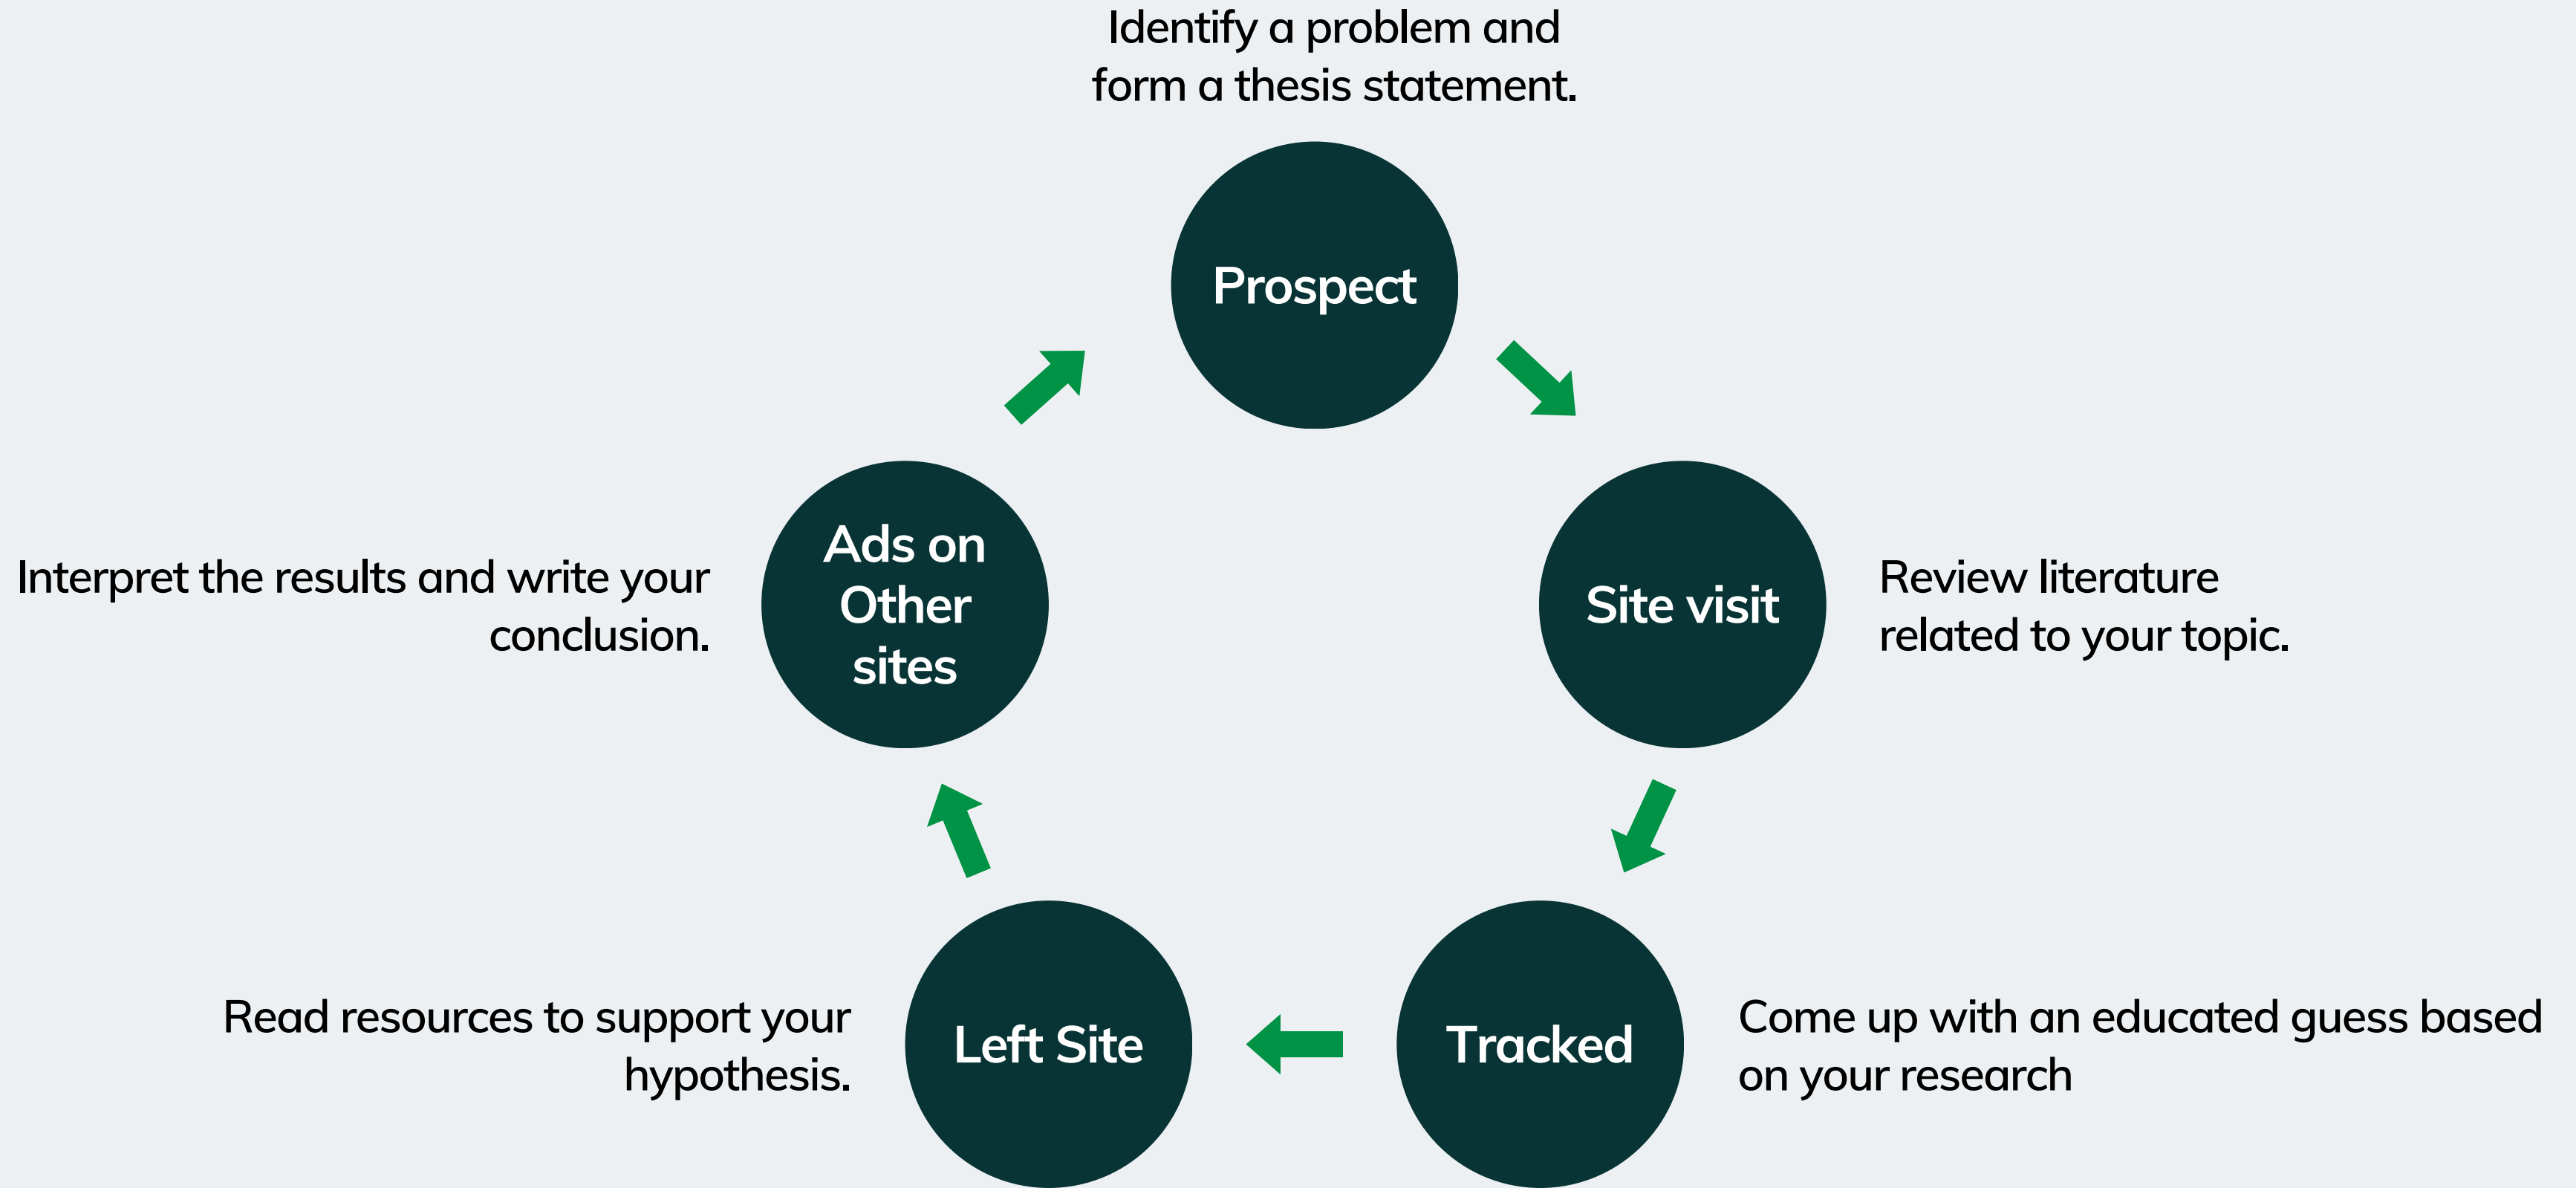 Identify a problem and
form a thesis statement.
Prospect
Ads on
Other
sites
Interpret the results and write your
conclusion.
Site visit
Review literature
related to your topic.
Read resources to support your
hypothesis.
Left Site
Tracked
Come up with an educated guess based
on your research